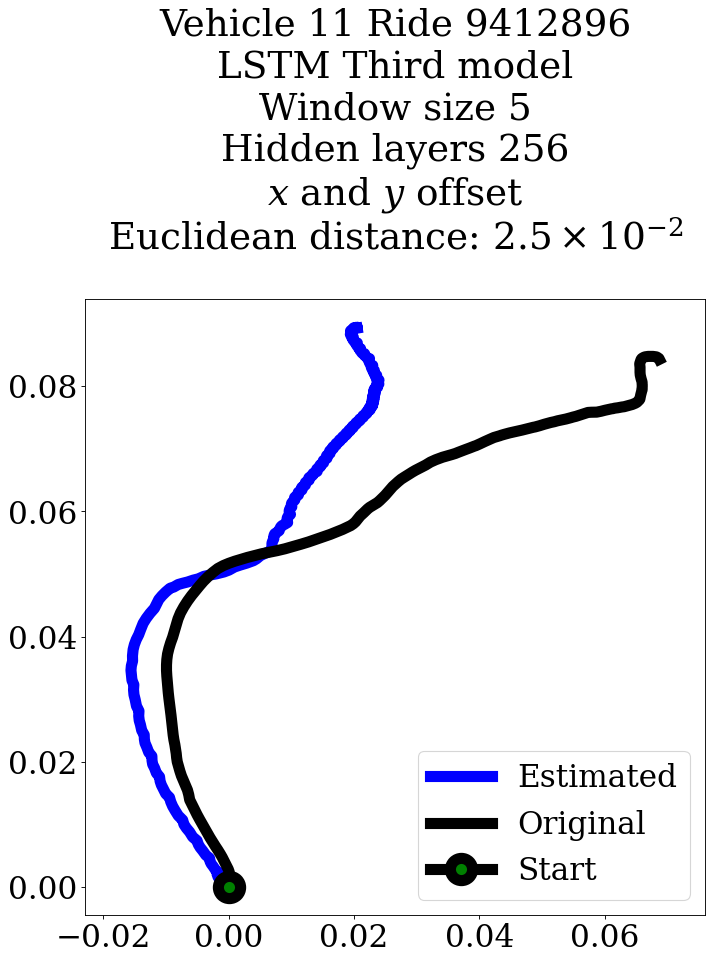 Vehicle 11 Ride 9412896
LSTM Third model
Window size 5
Hidden layers 256
x and y offset
Euclidean distance: 2.5 × 10⁻²
0.08
0.06
0.04
0.02
0.00
Estimated
Original
Start
−0.02 0.00 0.02 0.04 0.06